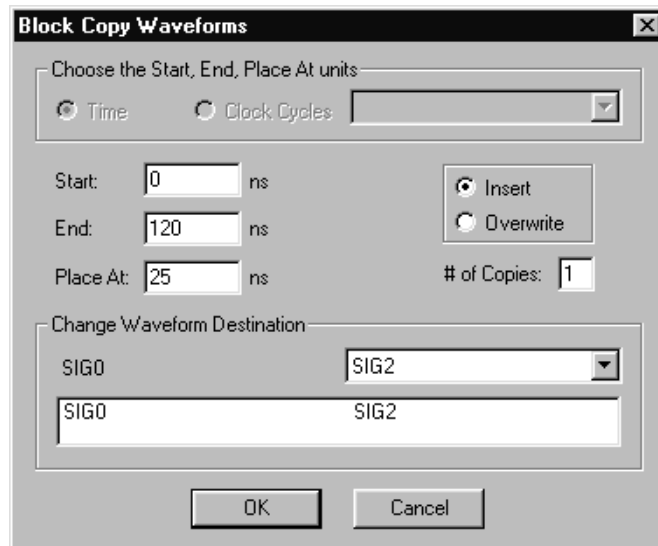 Block Copy Waveforms
Choose the Start, End, Place At units
Time Clock Cycles
Start: 0 ns
Insert
End: 120 ns
Overwrite
Place At: 25 ns
# of Copies: 1
Change Waveform Destination
SIG0 SIG2
SIG0 SIG2
OK Cancel